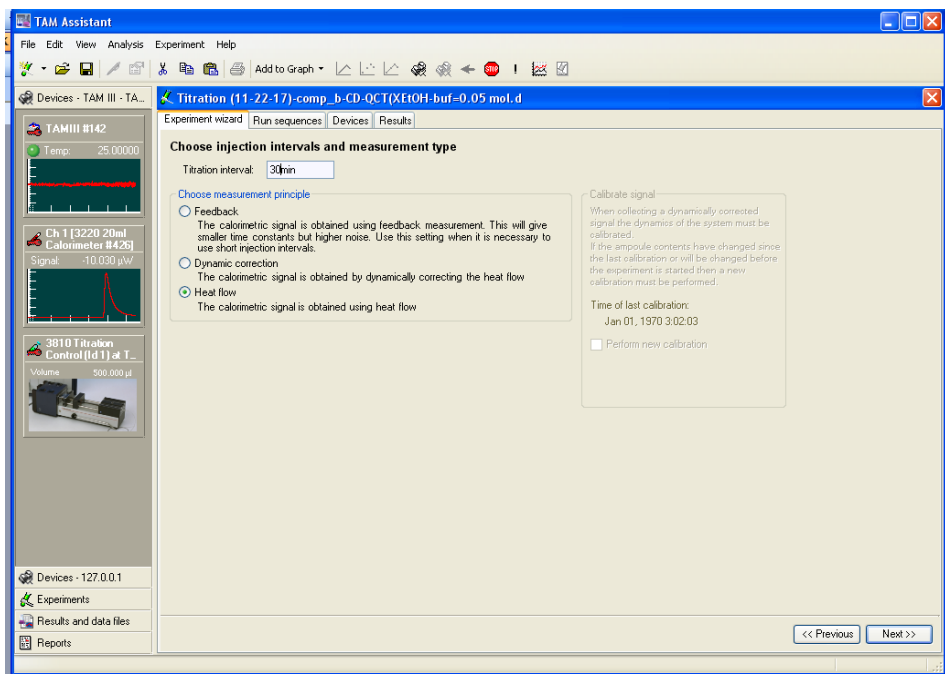 TAM Assistant
File Edit View Analysis Experiment Help
Add to Graph
STOP
Devices - TAM III - TA...
TAMIII #142
Temp: 25.00000
Ch 1 [3220 20ml
Calorimeter #426]
Signal: -10.030 µW
3810 Titration
Control (Id 1) at T...
Volume 500.000 µl
Devices - 127.0.0.1
Experiments
Results and data files
Reports
Titration (11-22-17)-comp_b-CD-QCT(XEtOH-buf=0.05 mol.d
Experiment wizard Run sequences Devices Results
Choose injection intervals and measurement type
Titration interval: 30min
Choose measurement principle
Feedback
The calorimetric signal is obtained using feedback measurement. This will give
smaller time constants but higher noise. Use this setting when it is necessary to
use short injection intervals.
Dynamic correction
The calorimetric signal is obtained by dynamically correcting the heat flow
Heat flow
The calorimetric signal is obtained using heat flow
Calibrate signal
When collecting a dynamically corrected
signal the dynamics of the system must be
calibrated.
If the ampoule contents have changed since
the last calibration or will be changed before
the experiment is started then a new
calibration must be performed.
Time of last calibration:
Jan 01, 1970 3:02:03
Perform new calibration
<< Previous Next >>